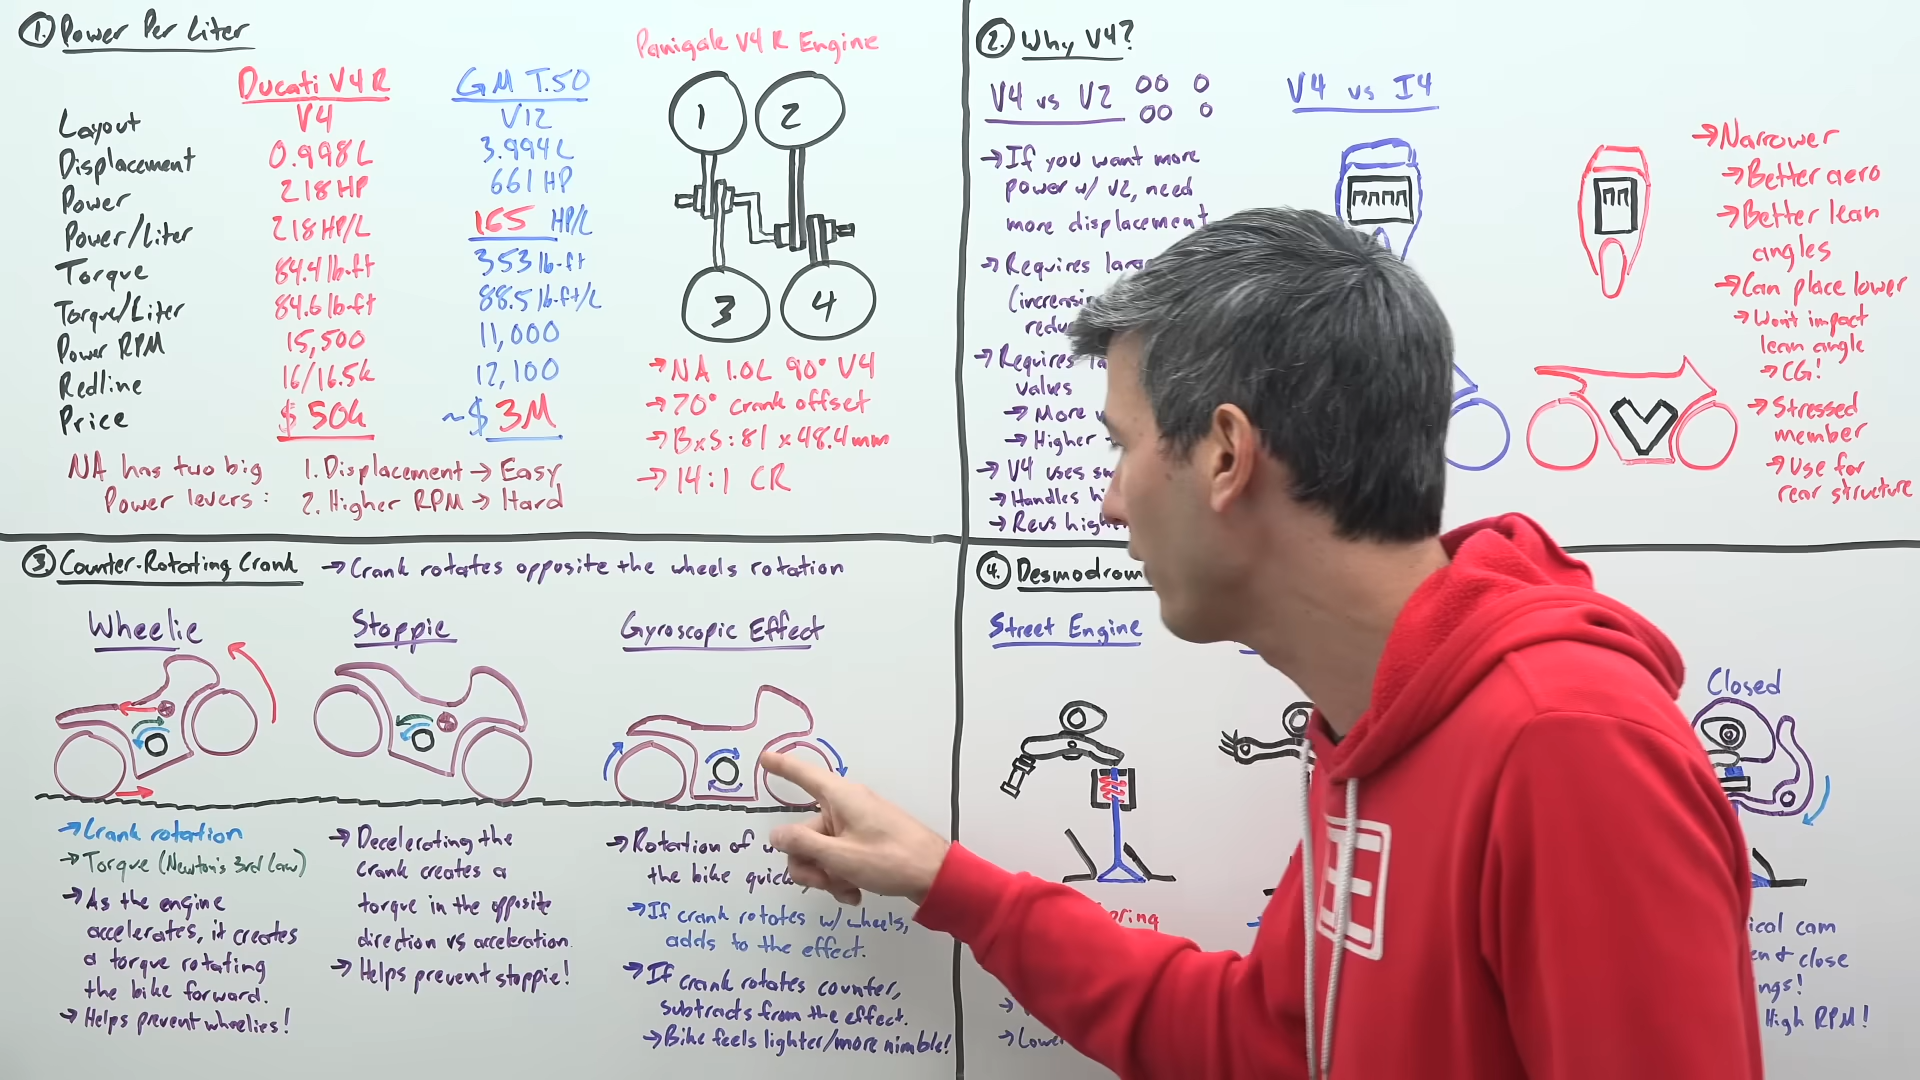 1. Power Per Liter
Ducati V4 R GM T.50
Layout V4 V12
Displacement 0.998L 3.994L
Power 218HP 661HP
Power/Liter 218HP/L 165 HP/L
Torque 84.4 lb-ft 353 lb-ft
Torque/Liter 84.6 lb-ft 88.5 lb-ft/L
Power RPM 15,500 11,000
Redline 16/16.5k 12,100
Price $50k ~$3M
NA has two big
Power levers:
1. Displacement → Easy
2. Higher RPM → Hard
Panigale V4 R Engine
1 2
3 4
→ NA 1.0L 90° V4
→ 70° crank offset
→ BxS: 81 x 48.4mm
→ 14:1 CR
2. Why V4?
V4 vs V2
→ If you want more
power w/ V2, need
more displacement
→ Requires
redu
→ Requires
values
→ More
→ Higher
→ V4 uses
→ Handles
→ Revs
V4 vs I4
→ Narrower
→ Better aero
→ Better lean
angles
→ Can place lower
→ Won't impact
lean angle
→ CG!
→ Stressed
member
→ Use for
rear structure
3. Counter-Rotating Crank → Crank rotates opposite the wheels rotation
Wheelie
→ Crank rotation
→ Torque (Newton's 3rd Law)
→ As the engine
accelerates, it creates
a torque rotating
the bike forward.
→ Helps prevent wheelies!
Stoppie
→ Decelerating the
crank creates a
torque in the opposite
direction vs acceleration.
→ Helps prevent stoppie!
Gyroscopic Effect
→ Rotation of
the bike
→ If crank rotates w/ wheels,
adds to the effect.
→ If crank rotates counter,
subtracts from the effect.
→ Bike feels lighter/more nimble!
4. Desmodrom
Street Engine
Closed
cam
close
High RPM!